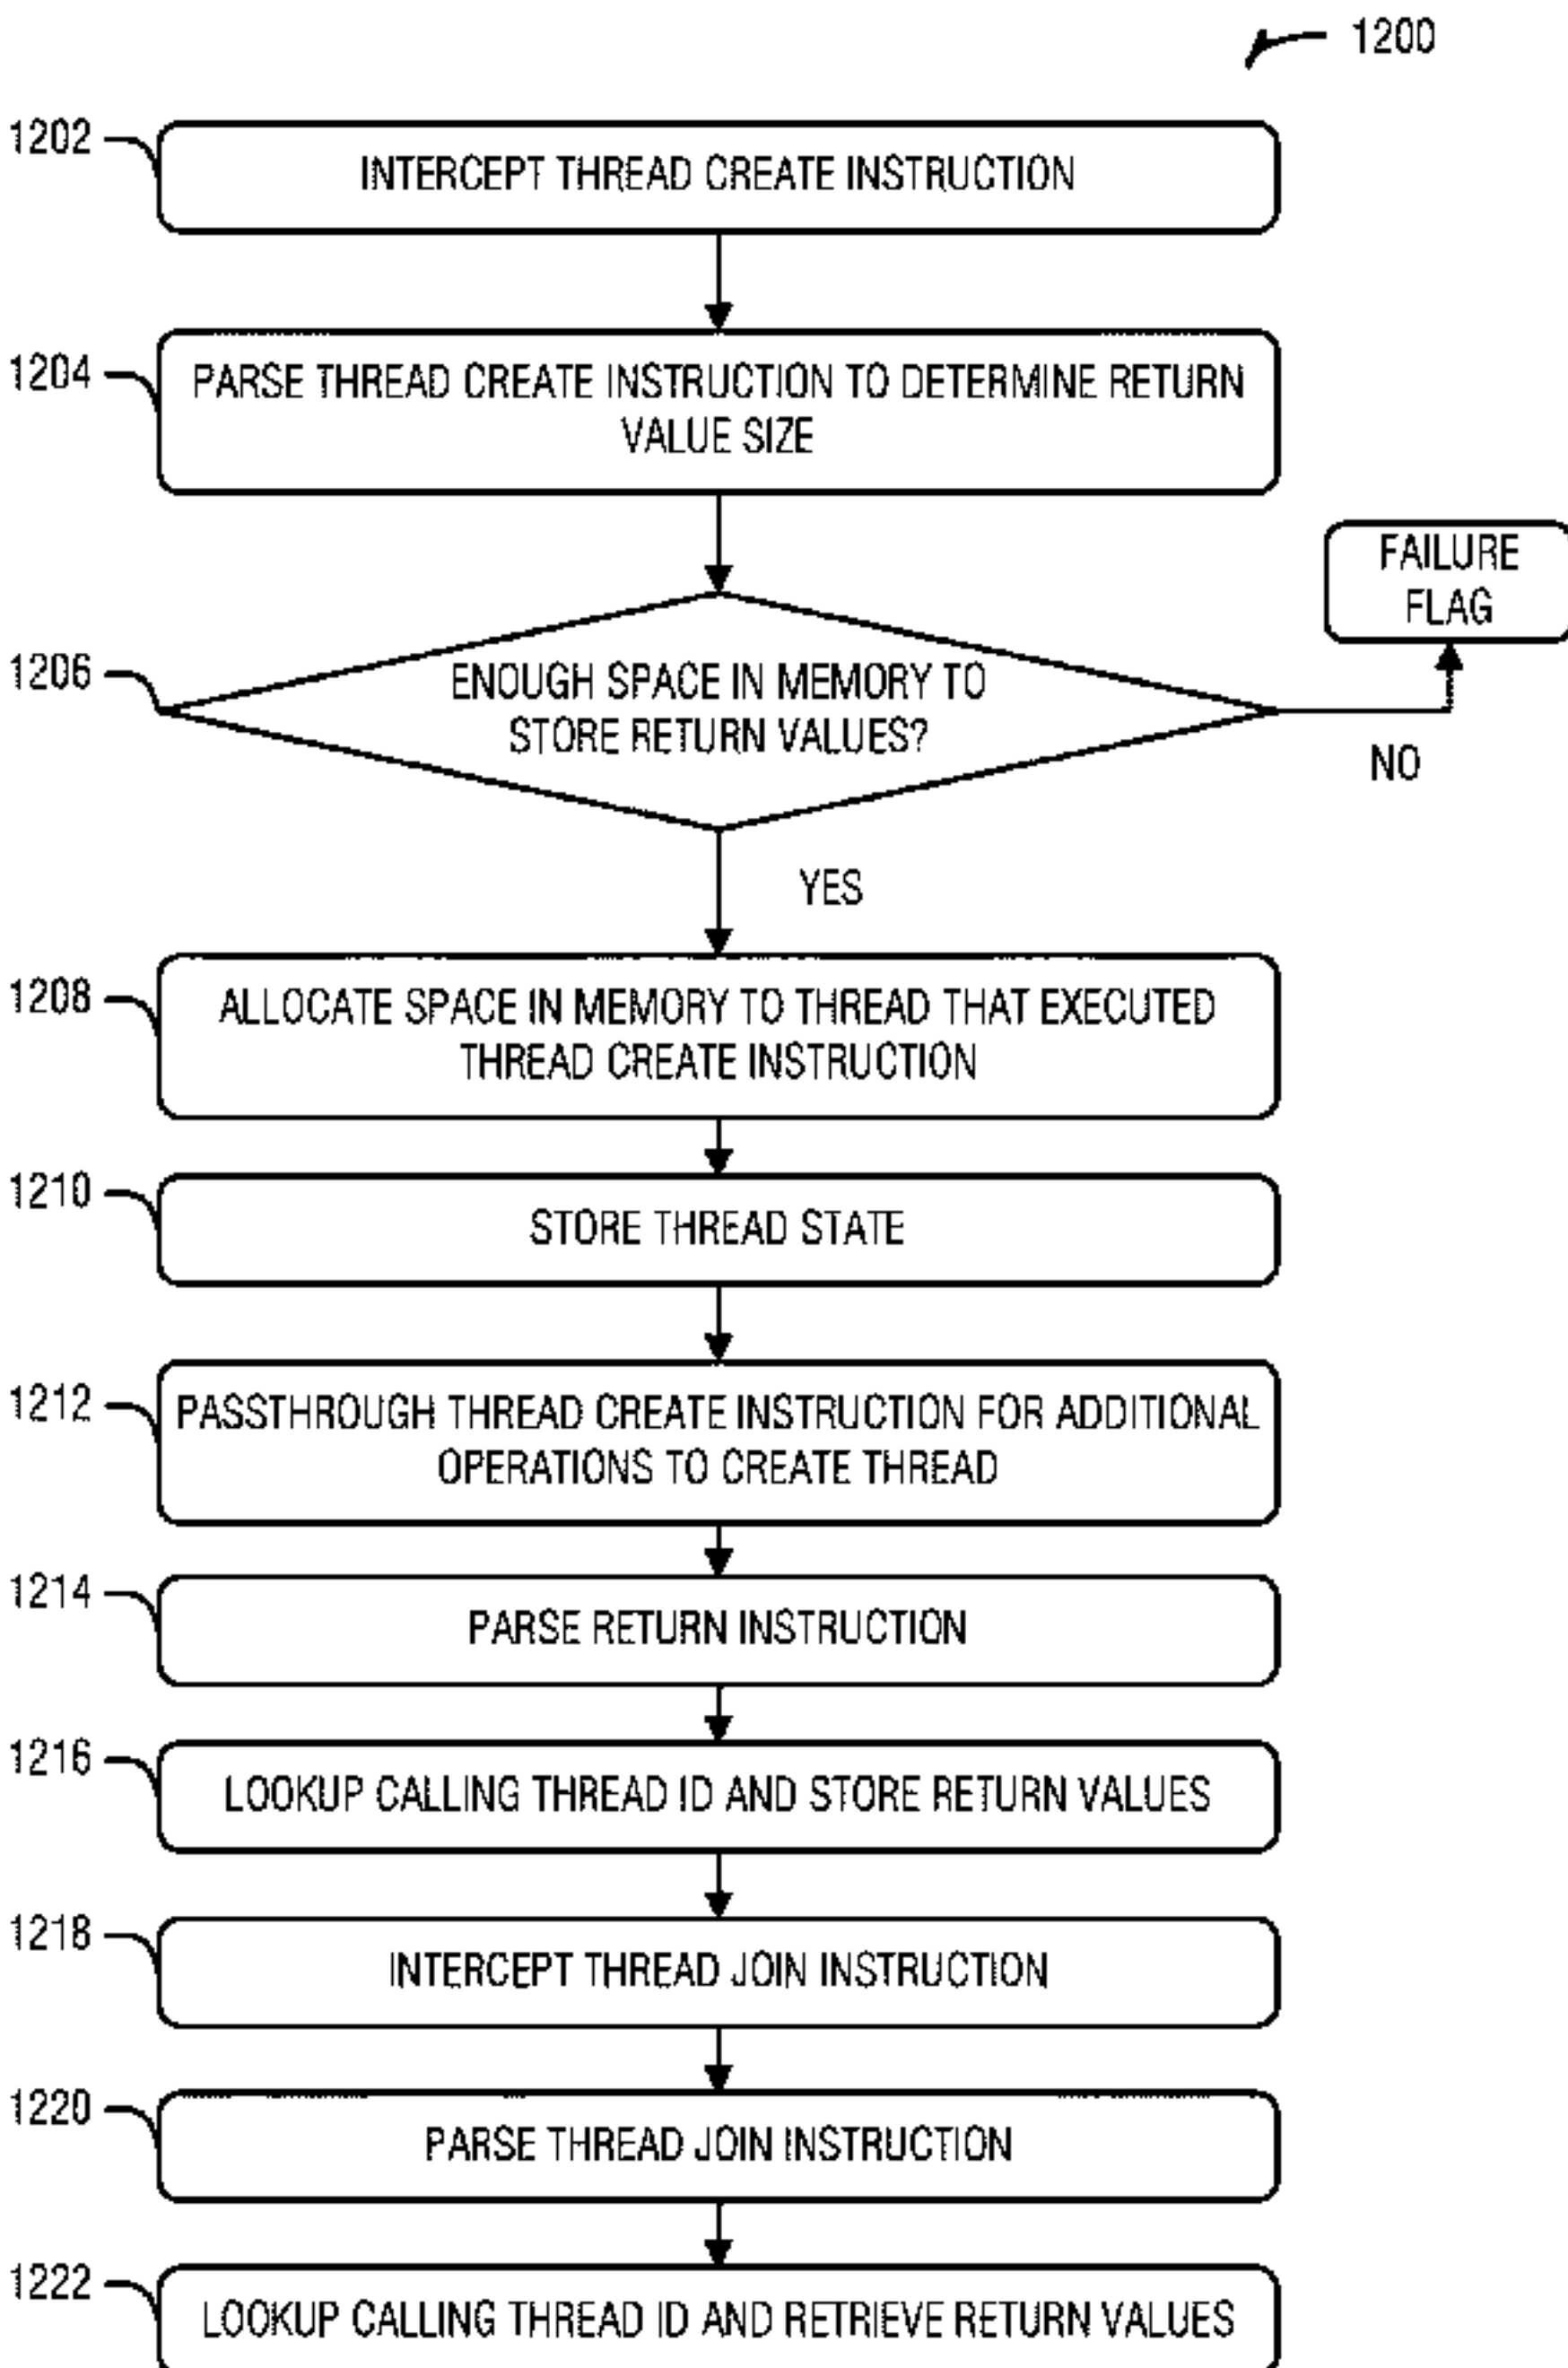 1200
1202
INTERCEPT THREAD CREATE INSTRUCTION
1204
PARSE THREAD CREATE INSTRUCTION TO DETERMINE RETURN
VALUE SIZE
FAILURE
FLAG
1206
ENOUGH SPACE IN MEMORY TO
STORE RETURN VALUES?
NO
YES
1208
ALLOCATE SPACE IN MEMORY TO THREAD THAT EXECUTED
THREAD CREATE INSTRUCTION
1210
STORE THREAD STATE
1212
PASSTHROUGH THREAD CREATE INSTRUCTION FOR ADDITIONAL
OPERATIONS TO CREATE THREAD
1214
PARSE RETURN INSTRUCTION
1216
LOOKUP CALLING THREAD ID AND STORE RETURN VALUES
1218
INTERCEPT THREAD JOIN INSTRUCTION
1220
PARSE THREAD JOIN INSTRUCTION
1222
LOOKUP CALLING THREAD ID AND RETRIEVE RETURN VALUES